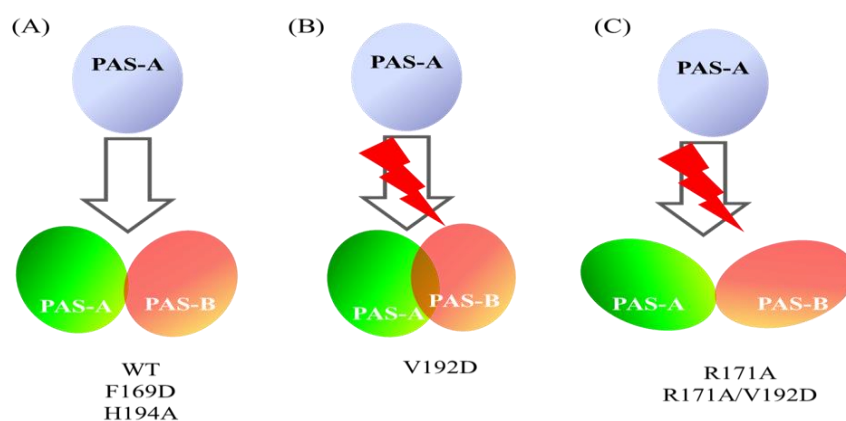 (A)
PAS-A
PAS-A
PAS-B
WT
F169D
H194A
(B)
PAS-A
PAS-A
PAS-B
V192D
(C)
PAS-A
PAS-A
PAS-B
R171A
R171A/V192D